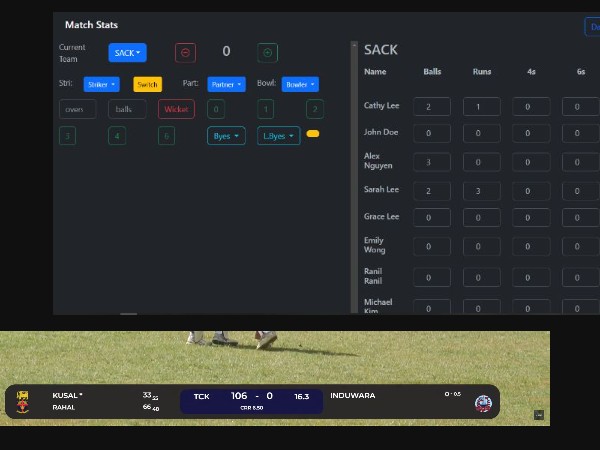 Match Stats
Current Team SACK 0
Stri: Striker Switch Part: Partner Bowl: Bowler
overs balls Wicket 0 1 2
3 4 6 Byes L.Byes
SACK
Name Balls Runs 4s 6s
Cathy Lee 2 1 0 0
John Doe 0 0 0 0
Alex Nguyen 3 0 0 0
Sarah Lee 2 3 0 0
Grace Lee 0 0 0 0
Emily Wong 0 0 0 0
Ranil Ranil 0 0 0 0
Michael Kim 0 0 0 0
KUSAL * 33 35 TCK 106 - 0 16.3 INDUWARA 0 - 0.5
RAHAL 66 48 CRR 6.50